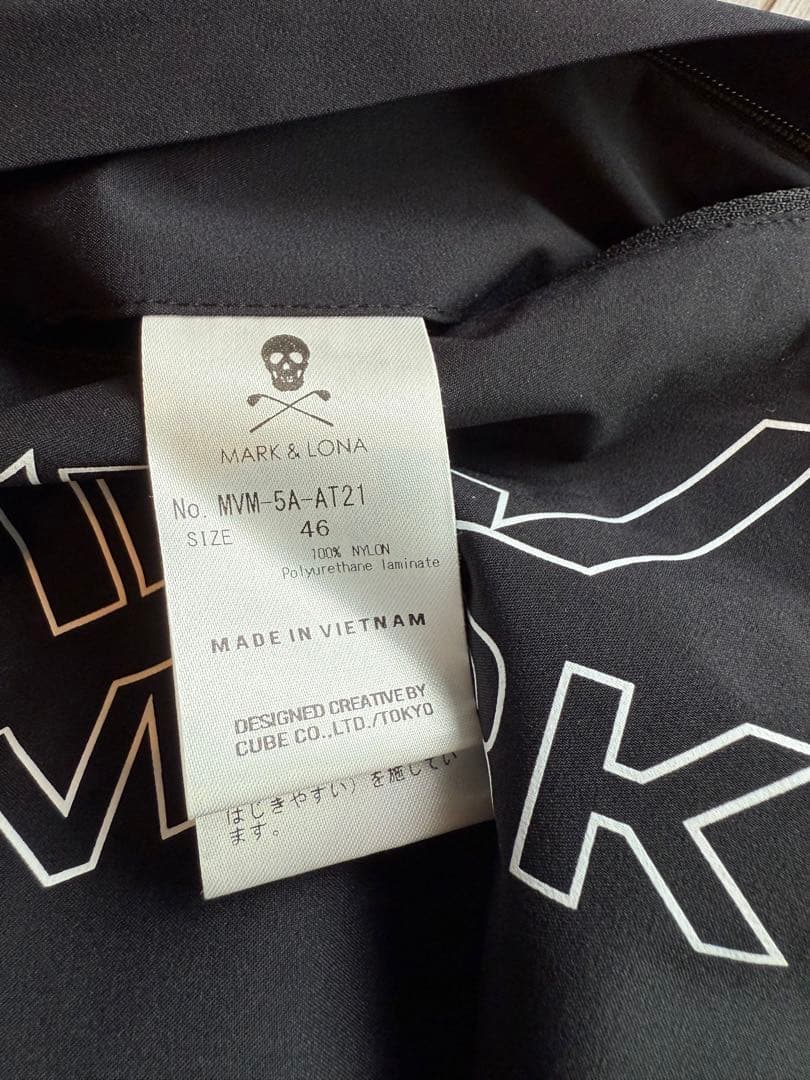 MARK & LONA
No. MVM-5A-AT21
SIZE 46
100% NYLON
Polyurethane laminate
MADE IN VIETNAM
DESIGNED CREATIVE BY
CUBE CO.,LTD./TOKYO
はじきやすい）を施してい
ます。
K